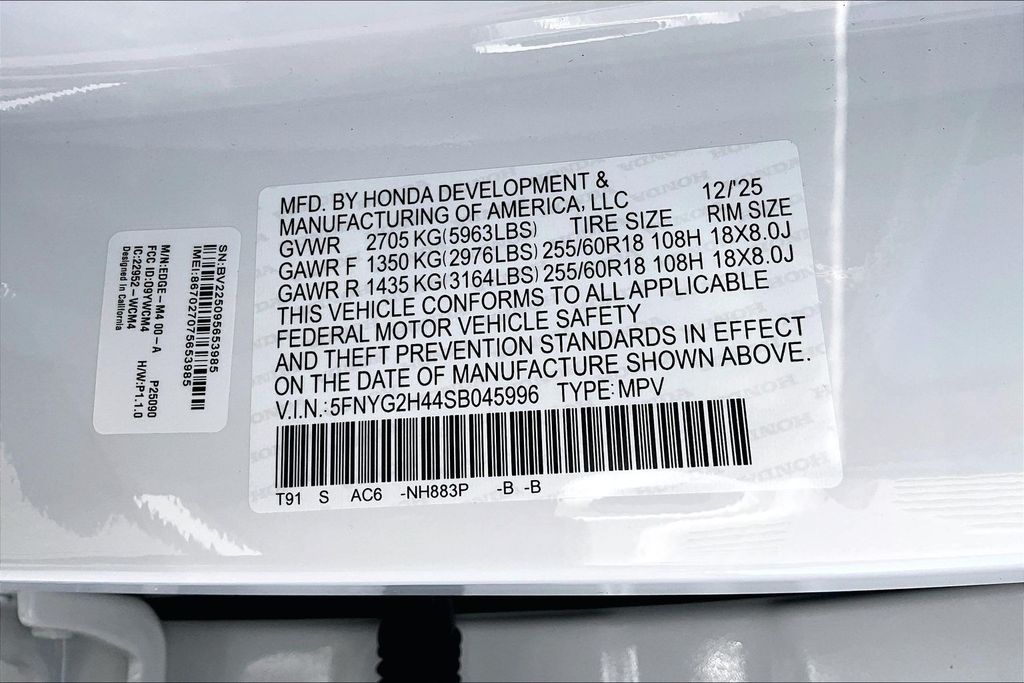 MFD. BY HONDA DEVELOPMENT &
MANUFACTURING OF AMERICA, LLC 12/'25
GVWR 2705 KG(5963LBS) TIRE SIZE RIM SIZE
GAWR F 1350 KG(2976LBS) 255/60R18 108H 18X8.0J
GAWR R 1435 KG(3164LBS) 255/60R18 108H 18X8.0J
THIS VEHICLE CONFORMS TO ALL APPLICABLE
FEDERAL MOTOR VEHICLE SAFETY
AND THEFT PREVENTION STANDARDS IN EFFECT
ON THE DATE OF MANUFACTURE SHOWN ABOVE.
V.I.N.:5FNYG2H44SB045996 TYPE:MPV
T91 S AC6 -NH883P -B -B
SN:BV225095653985
IMEI:867027075653985
M/N:EDGE-M4 00-A P25090
FCC ID:O9YWCM4 H/W:P1.1.0
IC:22952-WCM4
Designed in California